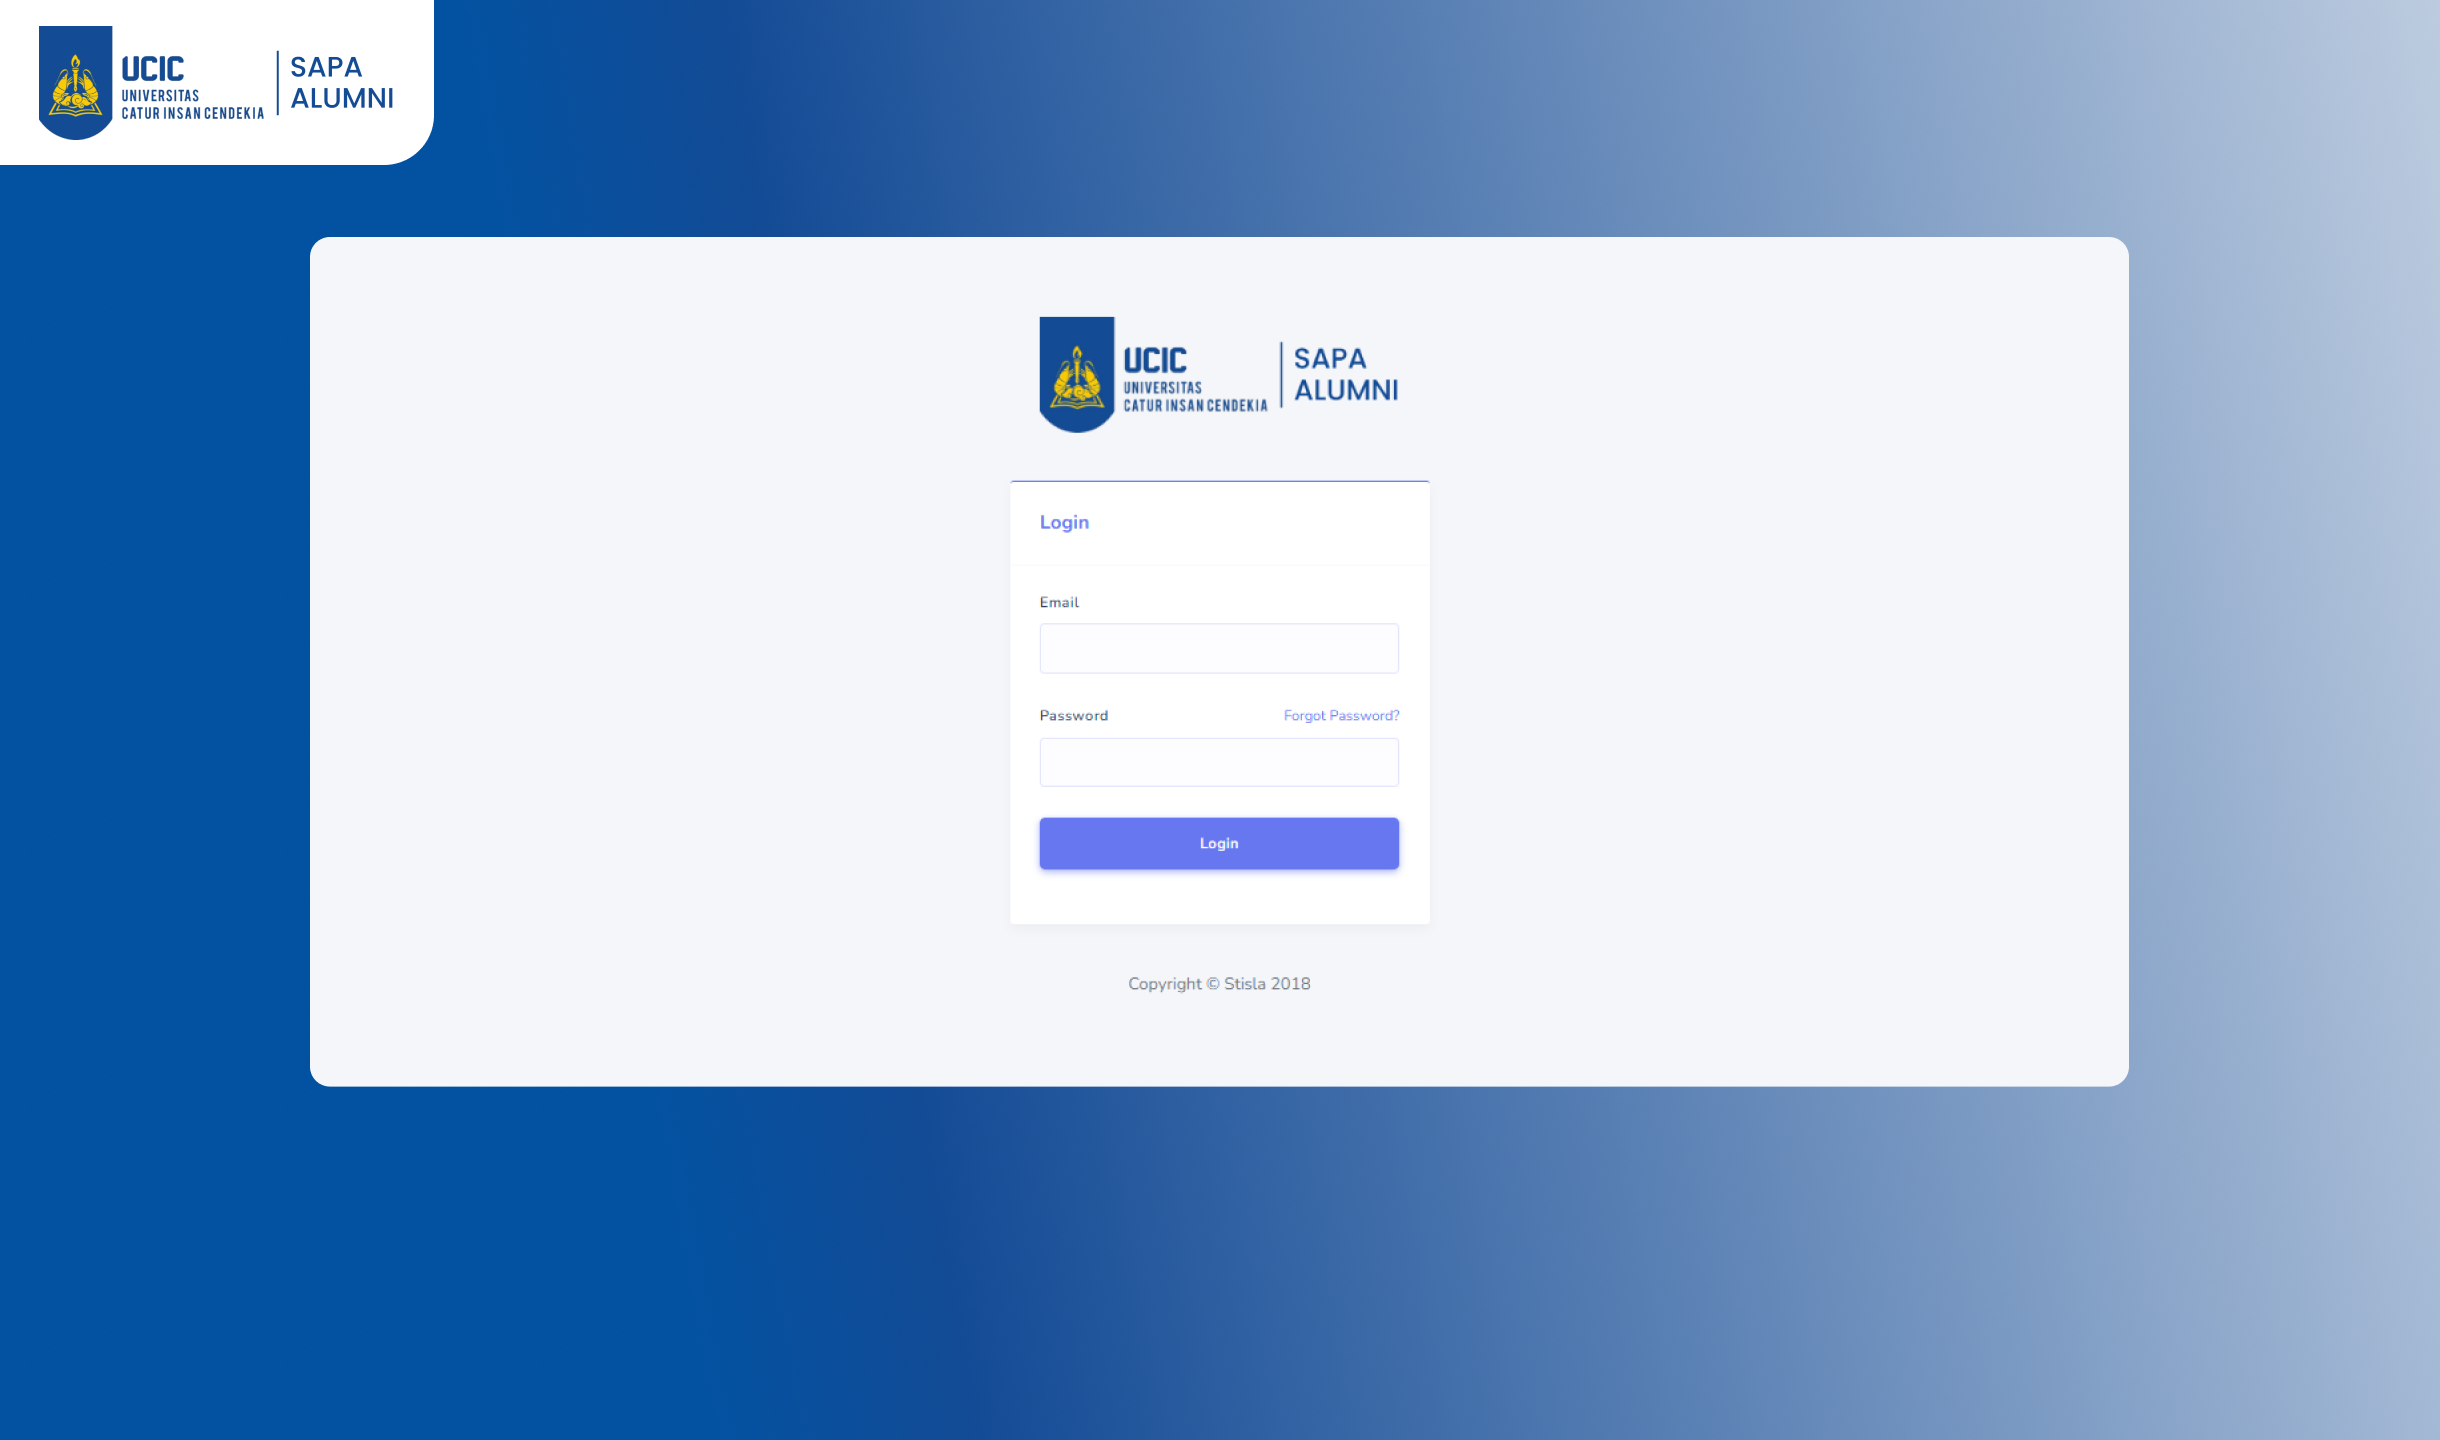 UCIC
UNIVERSITAS
CATUR INSAN CENDEKIA
SAPA
ALUMNI
UCIC
UNIVERSITAS
CATUR INSAN CENDEKIA
SAPA
ALUMNI
Login
Email
Password
Forgot Password?
Login
Copyright © Stisla 2018